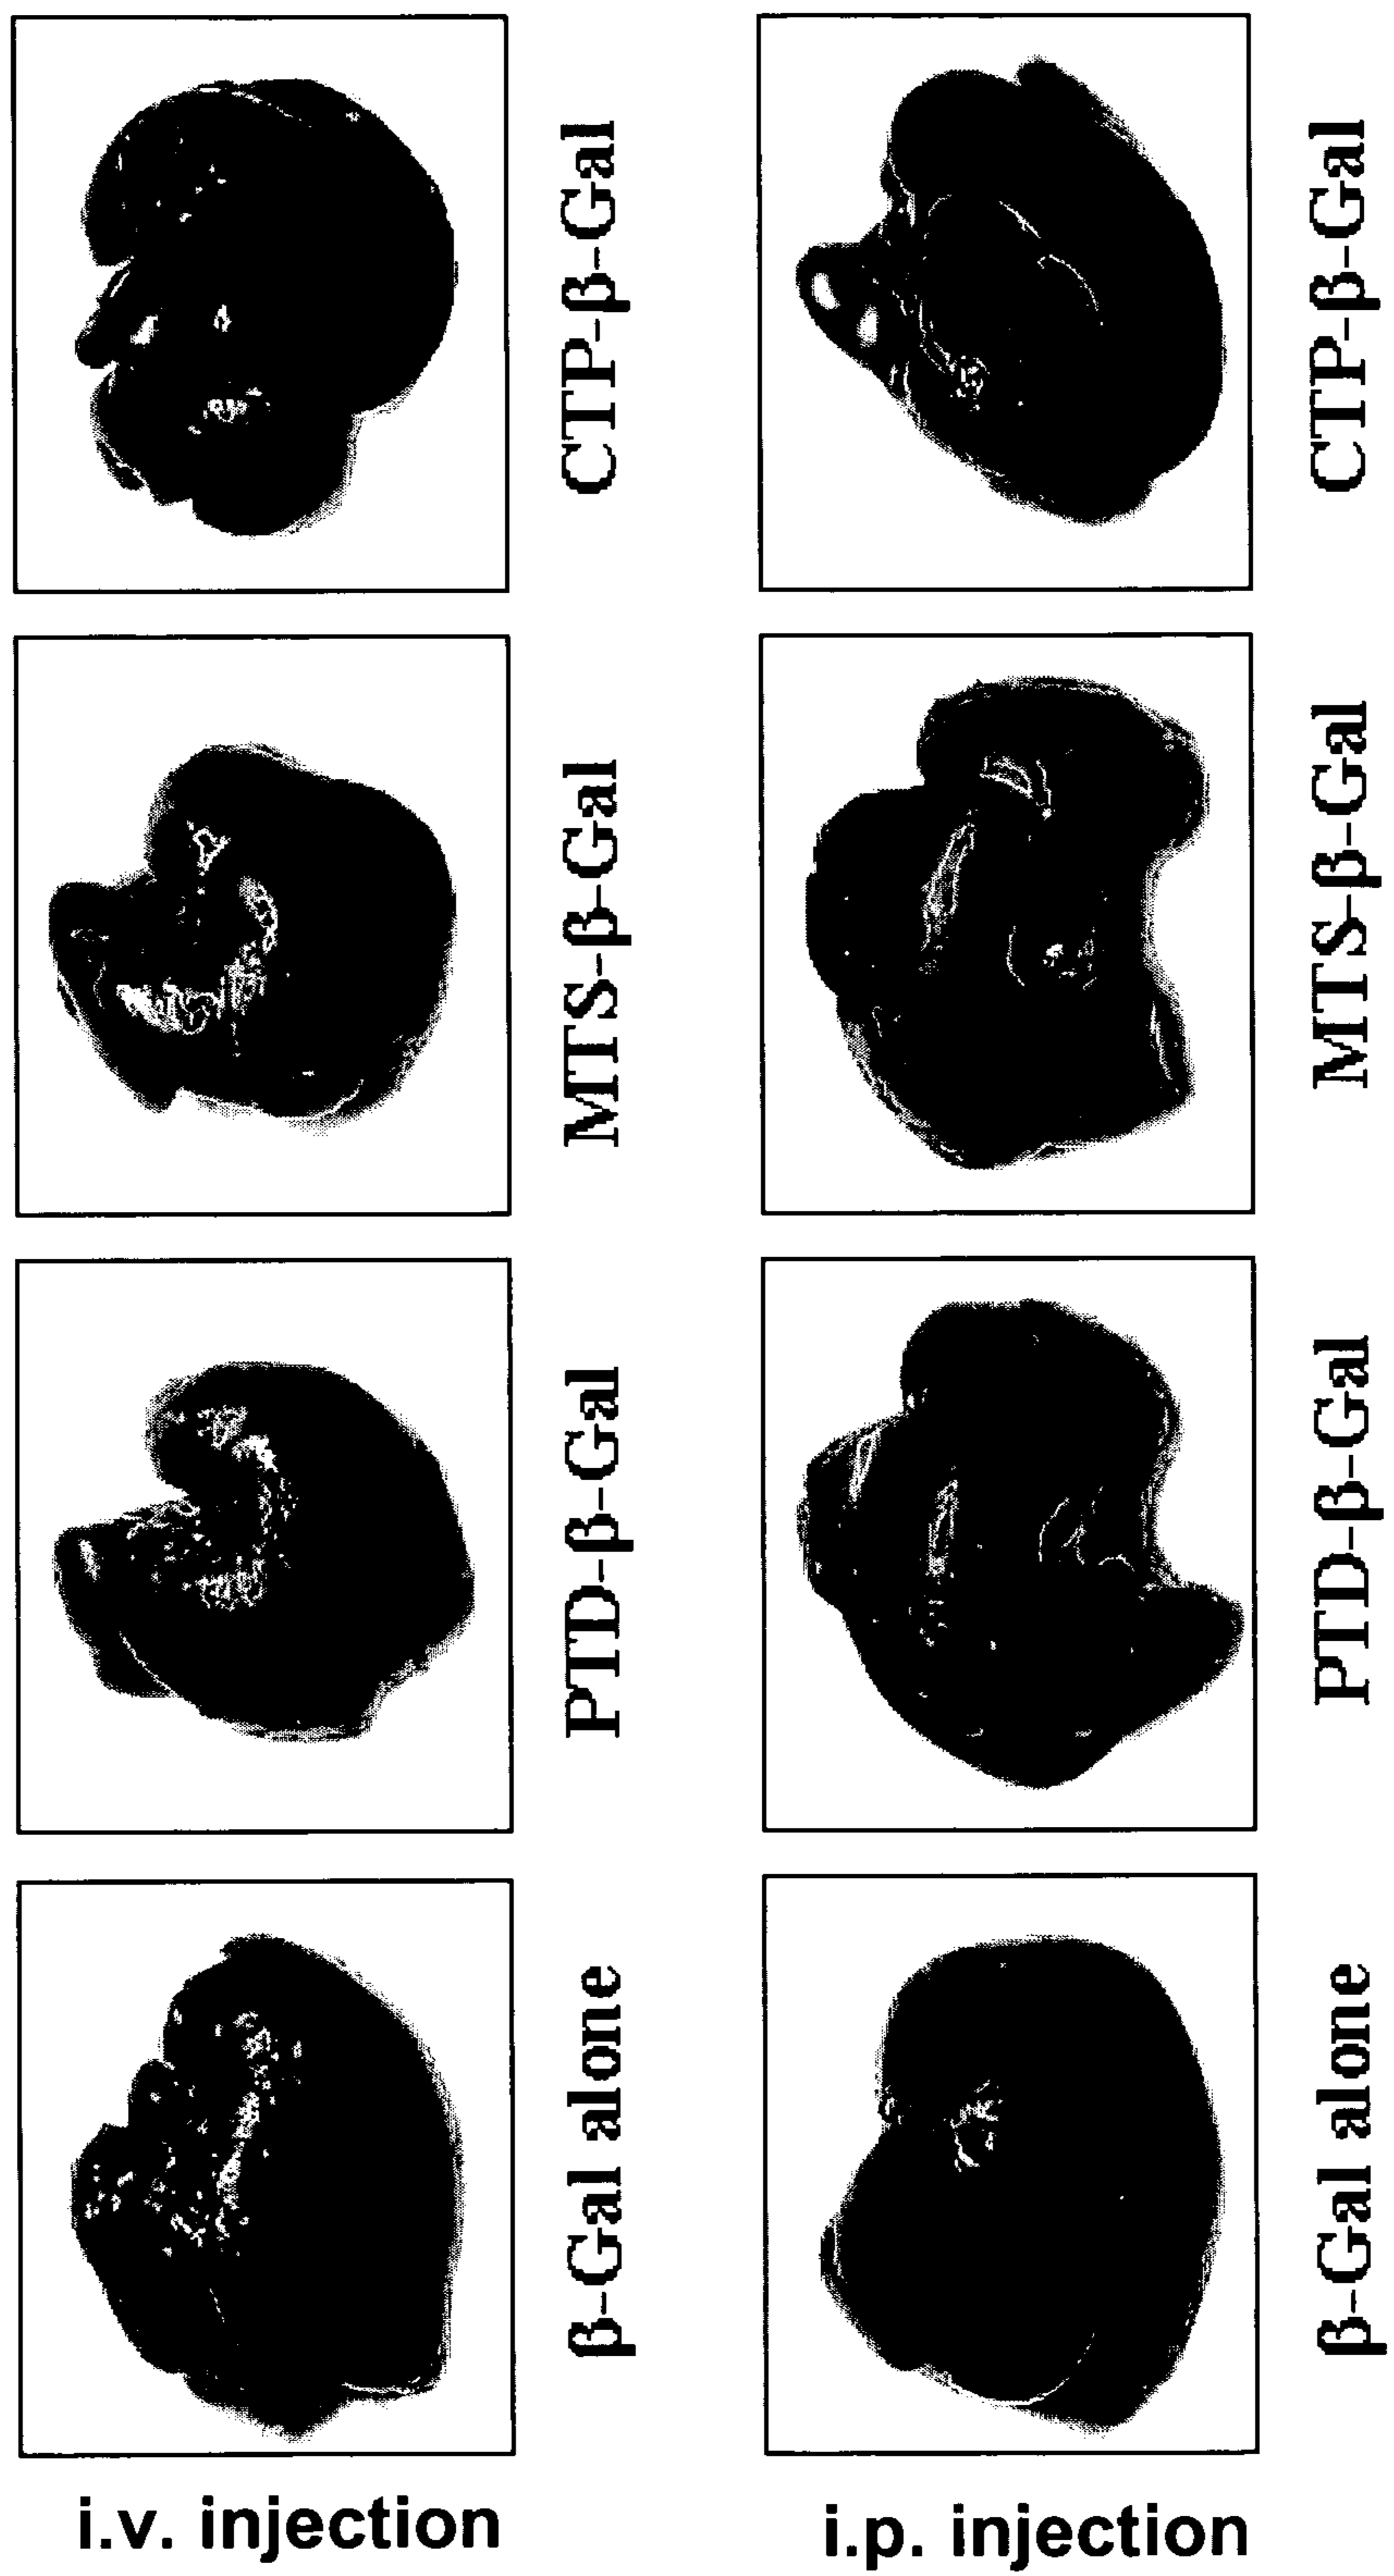 CTP-β-Gal
CTP-β-Gal
MTS-β-Gal
MTS-β-Gal
PTD-β-Gal
PTD-β-Gal
β-Gal alone
β-Gal alone
i.v. injection
i.p. injection